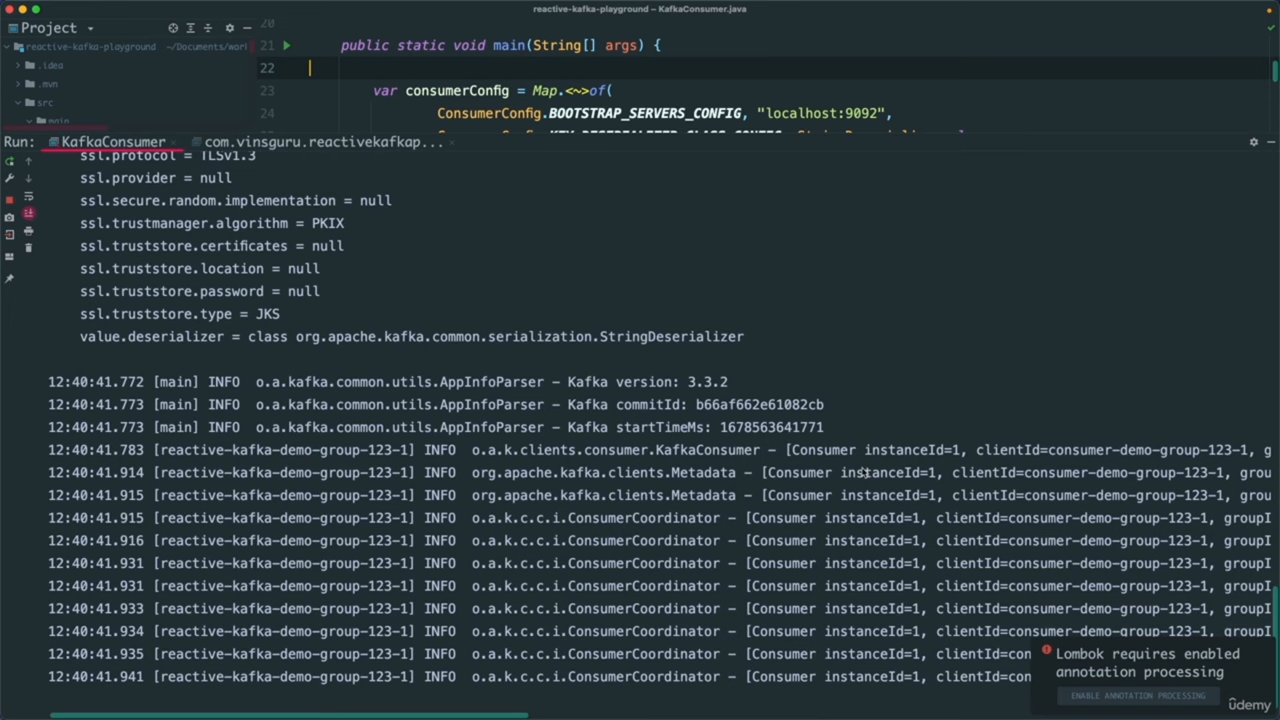 reactive-kafka-playground – KafkaConsumer.java
Project
20
reactive-kafka-playground ~/Documents/work
21 public static void main(String[] args) {
.idea
22
.mvn
23 var consumerConfig = Map.<~>of(
src
24 ConsumerConfig.BOOTSTRAP_SERVERS_CONFIG, "localhost:9092",
main
Run: KafkaConsumer × com.vinsguru.reactivekafkap... ×
ssl.protocol = TLSv1.3
ssl.provider = null
ssl.secure.random.implementation = null
ssl.trustmanager.algorithm = PKIX
ssl.truststore.certificates = null
ssl.truststore.location = null
ssl.truststore.password = null
ssl.truststore.type = JKS
value.deserializer = class org.apache.kafka.common.serialization.StringDeserializer
12:40:41.772 [main] INFO o.a.kafka.common.utils.AppInfoParser – Kafka version: 3.3.2
12:40:41.773 [main] INFO o.a.kafka.common.utils.AppInfoParser – Kafka commitId: b66af662e61082cb
12:40:41.773 [main] INFO o.a.kafka.common.utils.AppInfoParser – Kafka startTimeMs: 1678563641771
12:40:41.783 [reactive-kafka-demo-group-123-1] INFO o.a.k.clients.consumer.KafkaConsumer – [Consumer instanceId=1, clientId=consumer-demo-group-123-1, g
12:40:41.914 [reactive-kafka-demo-group-123-1] INFO org.apache.kafka.clients.Metadata – [Consumer instanceId=1, clientId=consumer-demo-group-123-1, grou
12:40:41.915 [reactive-kafka-demo-group-123-1] INFO org.apache.kafka.clients.Metadata – [Consumer instanceId=1, clientId=consumer-demo-group-123-1, grou
12:40:41.915 [reactive-kafka-demo-group-123-1] INFO o.a.k.c.c.i.ConsumerCoordinator – [Consumer instanceId=1, clientId=consumer-demo-group-123-1, groupI
12:40:41.916 [reactive-kafka-demo-group-123-1] INFO o.a.k.c.c.i.ConsumerCoordinator – [Consumer instanceId=1, clientId=consumer-demo-group-123-1, groupI
12:40:41.931 [reactive-kafka-demo-group-123-1] INFO o.a.k.c.c.i.ConsumerCoordinator – [Consumer instanceId=1, clientId=consumer-demo-group-123-1, groupI
12:40:41.931 [reactive-kafka-demo-group-123-1] INFO o.a.k.c.c.i.ConsumerCoordinator – [Consumer instanceId=1, clientId=consumer-demo-group-123-1, groupI
12:40:41.933 [reactive-kafka-demo-group-123-1] INFO o.a.k.c.c.i.ConsumerCoordinator – [Consumer instanceId=1, clientId=consumer-demo-group-123-1, groupI
12:40:41.934 [reactive-kafka-demo-group-123-1] INFO o.a.k.c.c.i.ConsumerCoordinator – [Consumer instanceId=1, clientId=consumer-demo-group-123-1, groupI
12:40:41.935 [reactive-kafka-demo-group-123-1] INFO o.a.k.c.c.i.ConsumerCoordinator – [Consumer instanceId=1, clientId=con
12:40:41.941 [reactive-kafka-demo-group-123-1] INFO o.a.k.c.c.i.ConsumerCoordinator – [Consumer instanceId=1, clientId=con
Lombok requires enabled
annotation processing
ENABLE ANNOTATION PROCESSING
ûdemy